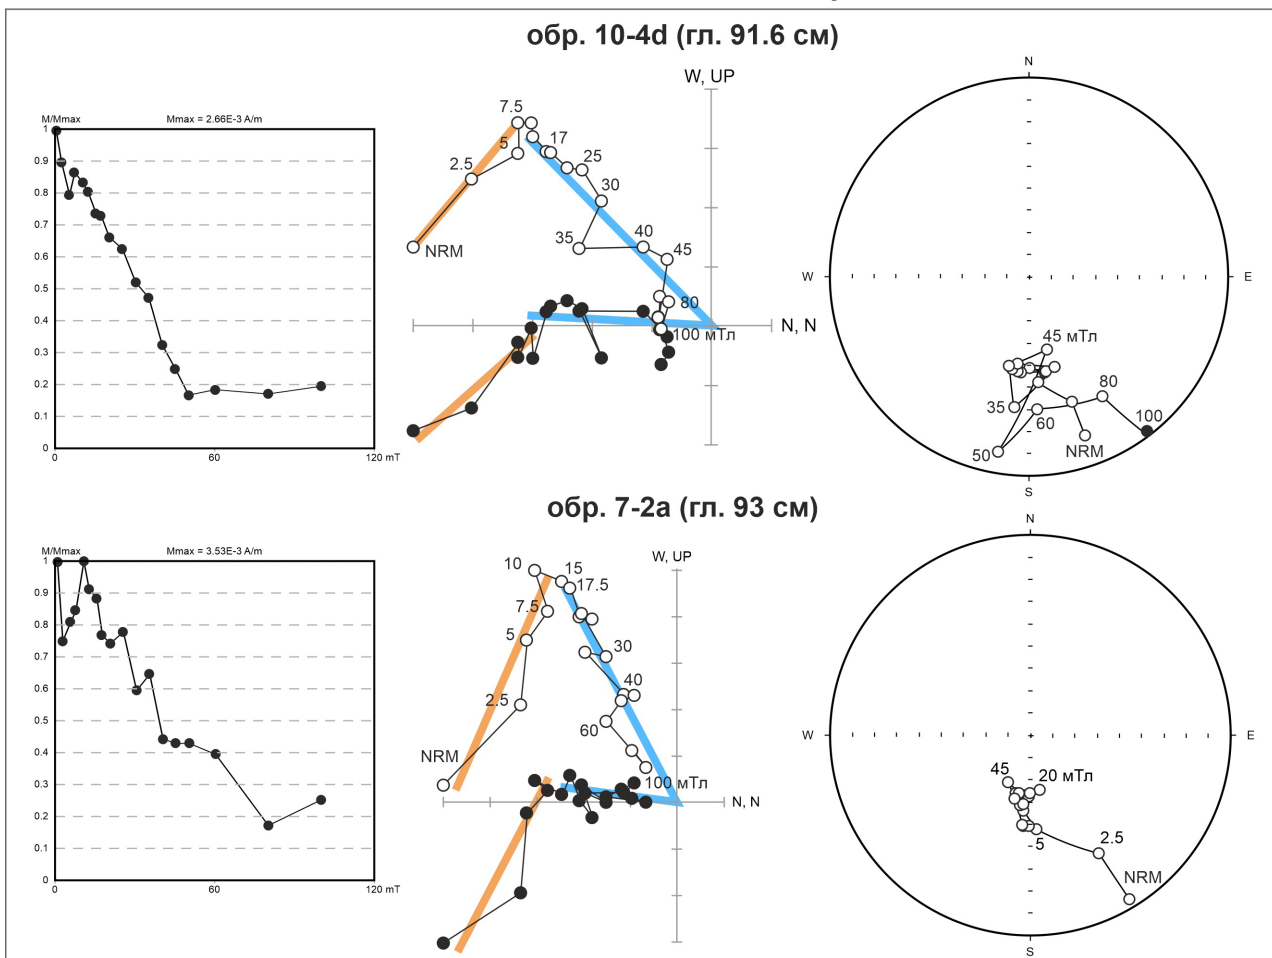 обр. 10-4d (гл. 91.6 см)
M/Mmax
Mmax = 2.66E-3 A/m
1
0.9
0.8
0.7
0.6
0.5
0.4
0.3
0.2
0.1
0
0
60
120 mT
W, UP
7.5
5
17
2.5
25
30
NRM
35
40
45
80
N, N
100 мТл
N
W
E
45 мТл
35
80
60
100
50
NRM
S
обр. 7-2a (гл. 93 см)
M/Mmax
Mmax = 3.53E-3 A/m
1
0.9
0.8
0.7
0.6
0.5
0.4
0.3
0.2
0.1
0
0
60
120 mT
W, UP
10
15
17.5
7.5
5
30
40
2.5
60
NRM
100 мТл
N, N
N
W
E
45
20 мТл
5
2.5
NRM
S